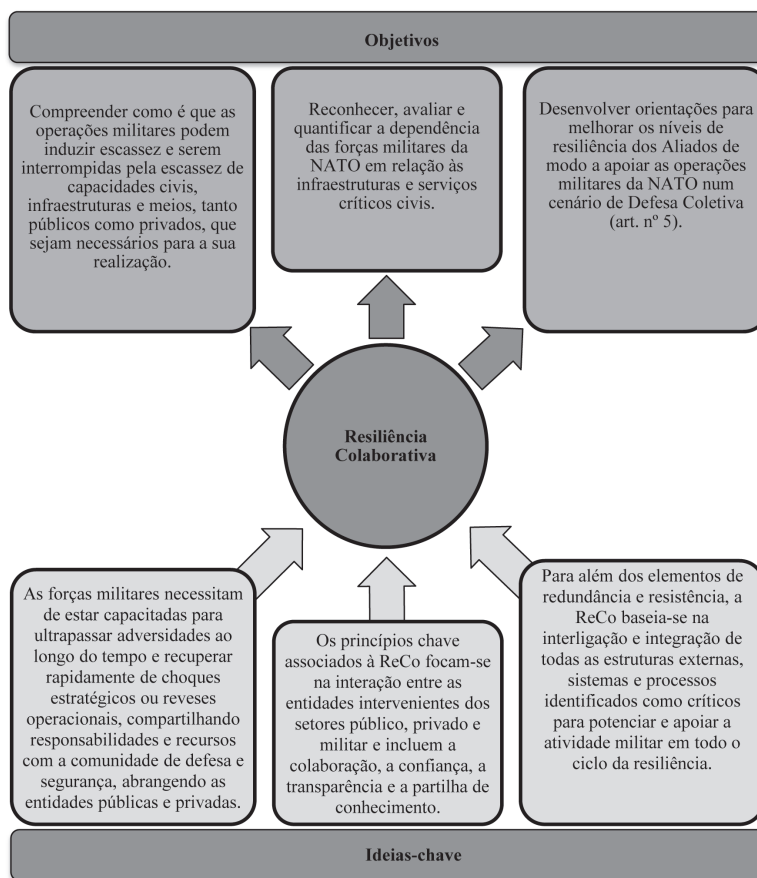 Objetivos
Compreender como é que as
operações militares podem
induzir escassez e serem
interrompidas pela escassez de
capacidades civis,
infraestruturas e meios, tanto
públicos como privados, que
sejam necessários para a sua
realização.
Reconhecer, avaliar e
quantificar a dependência
das forças militares da
NATO em relação às
infraestruturas e serviços
críticos civis.
Desenvolver orientações para
melhorar os níveis de
resiliência dos Aliados de
modo a apoiar as operações
militares da NATO num
cenário de Defesa Coletiva
(art. nº 5).
Resiliência
Colaborativa
As forças militares necessitam
de estar capacitadas para
ultrapassar adversidades ao
longo do tempo e recuperar
rapidamente de choques
estratégicos ou reveses
operacionais, compartilhando
responsabilidades e recursos
com a comunidade de defesa e
segurança, abrangendo as
entidades públicas e privadas.
Os princípios chave
associados à ReCo focam-se
na interação entre as
entidades intervenientes dos
setores público, privado e
militar e incluem a
colaboração, a confiança, a
transparência e a partilha de
conhecimento.
Para além dos elementos de
redundância e resistência, a
ReCo baseia-se na
interligação e integração de
todas as estruturas externas,
sistemas e processos
identificados como críticos
para potenciar e apoiar a
atividade militar em todo o
ciclo da resiliência.
Ideias-chave